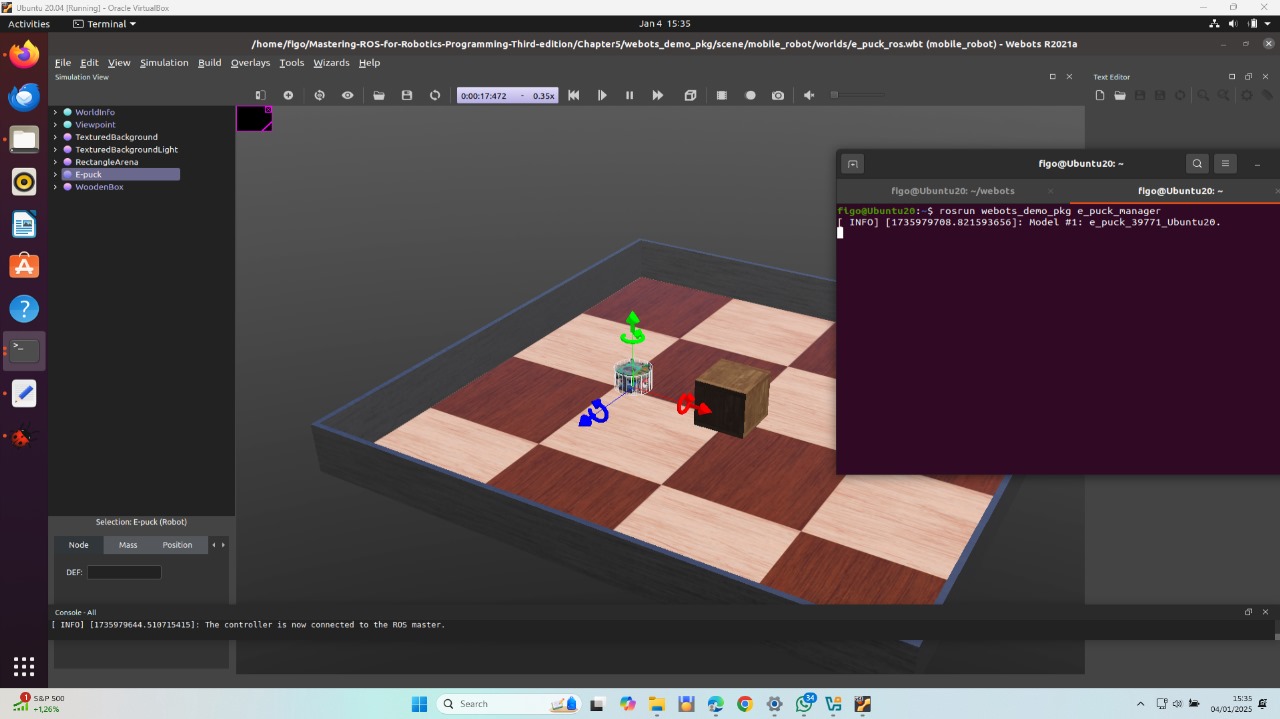 Ubuntu 20.04 [Running] - Oracle VirtualBox
Activities
Terminal
Jan 4 15:35
/home/figo/Mastering-ROS-for-Robotics-Programming-Third-edition/Chapter5/webots_demo_pkg/scene/mobile_robot/worlds/e_puck_ros.wbt (mobile_robot) - Webots R2021a
File Edit View Simulation Build Overlays Tools Wizards Help
Simulation View
Text Editor
0:00:17:472 - 0.35x
WorldInfo
Viewpoint
TexturedBackground
TexturedBackgroundLight
RectangleArena
E-puck
WoodenBox
figo@Ubuntu20: ~
figo@Ubuntu20: ~/webots
figo@Ubuntu20: ~
figo@Ubuntu20:~$ rosrun webots_demo_pkg e_puck_manager
[ INFO] [1735979708.821593656]: Model #1: e_puck_39771_Ubuntu20.
Selection: E-puck (Robot)
Node Mass Position
DEF:
Console - All
[ INFO] [1735979644.510715415]: The controller is now connected to the ROS master.
1
S&P 500
+1,26%
Search
34
15:35
04/01/2025